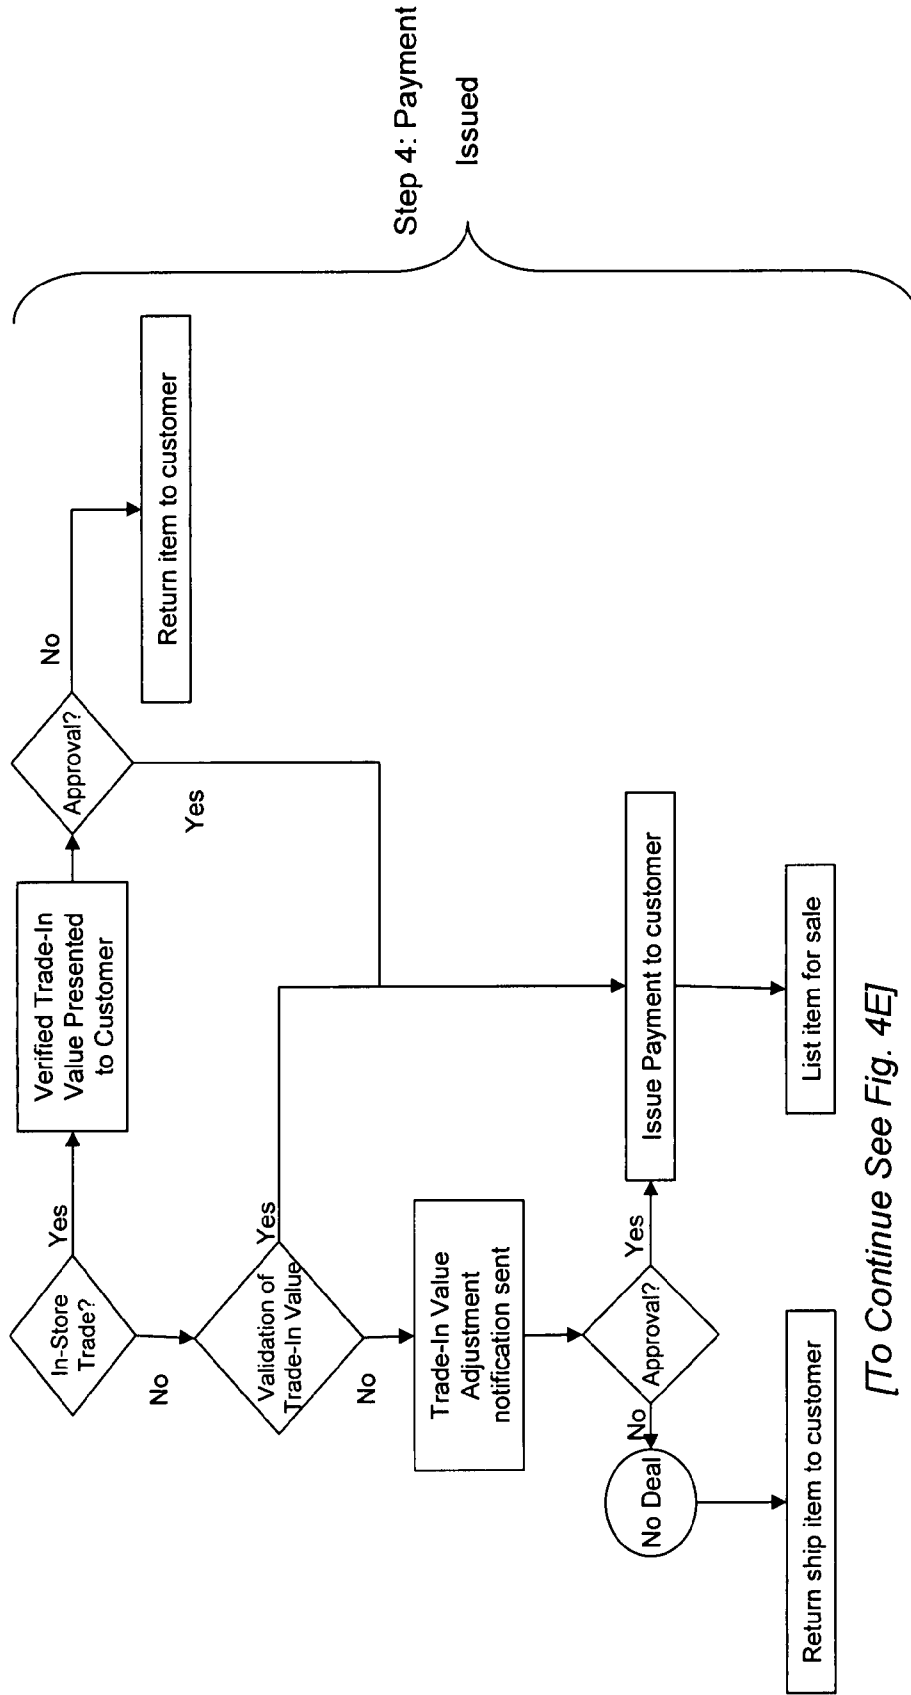 In-Store
Trade?
Yes
Verified Trade-In
Value Presented
to Customer
Approval?
No
Return item to customer
Yes
No
Validation of
Trade-In Value
Yes
No
Trade-In Value
Adjustment
notification sent
Approval?
Yes
Issue Payment to customer
No
No Deal
List item for sale
Return ship item to customer
Step 4: Payment
Issued
[To Continue See Fig. 4E]